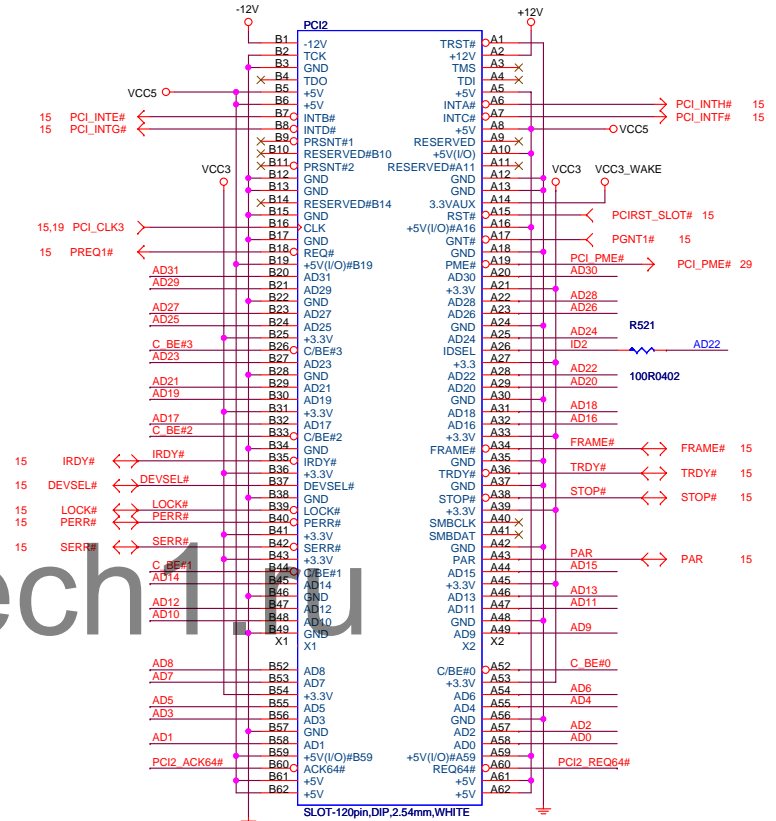 -12V
+12V
PCI2
B1 -12V TRST# A1
B2 TCK +12V A2
B3 GND TMS A3
B4 TDO TDI A4
VCC5 B5 +5V +5V A5
B6 +5V INTA# A6 PCI_INTH# 15
15 PCI_INTE# B7 INTB# INTC# A7 PCI_INTF# 15
15 PCI_INTG# B8 INTD# +5V A8 VCC5
B9 PRSNT#1 RESERVED A9
B10 RESERVED#B10 +5V(I/O) A10
B11 PRSNT#2 RESERVED#A11 A11
VCC3 B12 GND GND A12 VCC3 VCC3_WAKE
B13 GND GND A13
B14 RESERVED#B14 3.3VAUX A14
B15 GND RST# A15 PCIRST_SLOT# 15
15,19 PCI_CLK3 B16 CLK +5V(I/O)#A16 A16
B17 GND GNT# A17 PGNT1# 15
15 PREQ1# B18 REQ# GND A18
B19 +5V(I/O)#B19 PME# A19 PCI_PME# PCI_PME# 29
AD31 B20 AD31 AD30 A20 AD30
AD29 B21 AD29 +3.3V A21
B22 GND AD28 A22 AD28
AD27 B23 AD27 AD26 A23 AD26
AD25 B24 AD25 GND A24 R521
B25 +3.3V AD24 A25 AD24
C_BE#3 B26 C/BE#3 IDSEL A26 ID2 AD22
AD23 B27 AD23 +3.3 A27
B28 GND AD22 A28 AD22 100R0402
AD21 B29 AD21 AD20 A29 AD20
AD19 B30 AD19 GND A30
B31 +3.3V AD18 A31 AD18
AD17 B32 AD17 AD16 A32 AD16
C_BE#2 B33 C/BE#2 +3.3V A33
B34 GND FRAME# A34 FRAME# FRAME# 15
15 IRDY# IRDY# B35 IRDY# GND A35
B36 +3.3V TRDY# A36 TRDY# TRDY# 15
15 DEVSEL# DEVSEL# B37 DEVSEL# GND A37
B38 GND STOP# A38 STOP# STOP# 15
15 LOCK# LOCK# B39 LOCK# +3.3V A39
15 PERR# PERR# B40 PERR# SMBCLK A40
B41 +3.3V SMBDAT A41
15 SERR# SERR# B42 SERR# GND A42
B43 +3.3V PAR A43 PAR PAR 15
C_BE#1 B44 C/BE#1 AD15 A44 AD15
AD14 B45 AD14 +3.3V A45
B46 GND AD13 A46 AD13
AD12 B47 AD12 AD11 A47 AD11
AD10 B48 AD10 GND A48
B49 GND AD9 A49 AD9
X1 X1 X2 X2
ech1.ru
AD8 B52 AD8 C/BE#0 A52 C_BE#0
AD7 B53 AD7 +3.3V A53
B54 +3.3V AD6 A54 AD6
AD5 B55 AD5 AD4 A55 AD4
AD3 B56 AD3 GND A56
B57 GND AD2 A57 AD2
AD1 B58 AD1 AD0 A58 AD0
B59 +5V(I/O)#B59 +5V(I/O)#A59 A59
PCI2_ACK64# B60 ACK64# REQ64# A60 PCI2_REQ64#
B61 +5V +5V A61
B62 +5V +5V A62
SLOT-120pin,DIP,2.54mm,WHITE